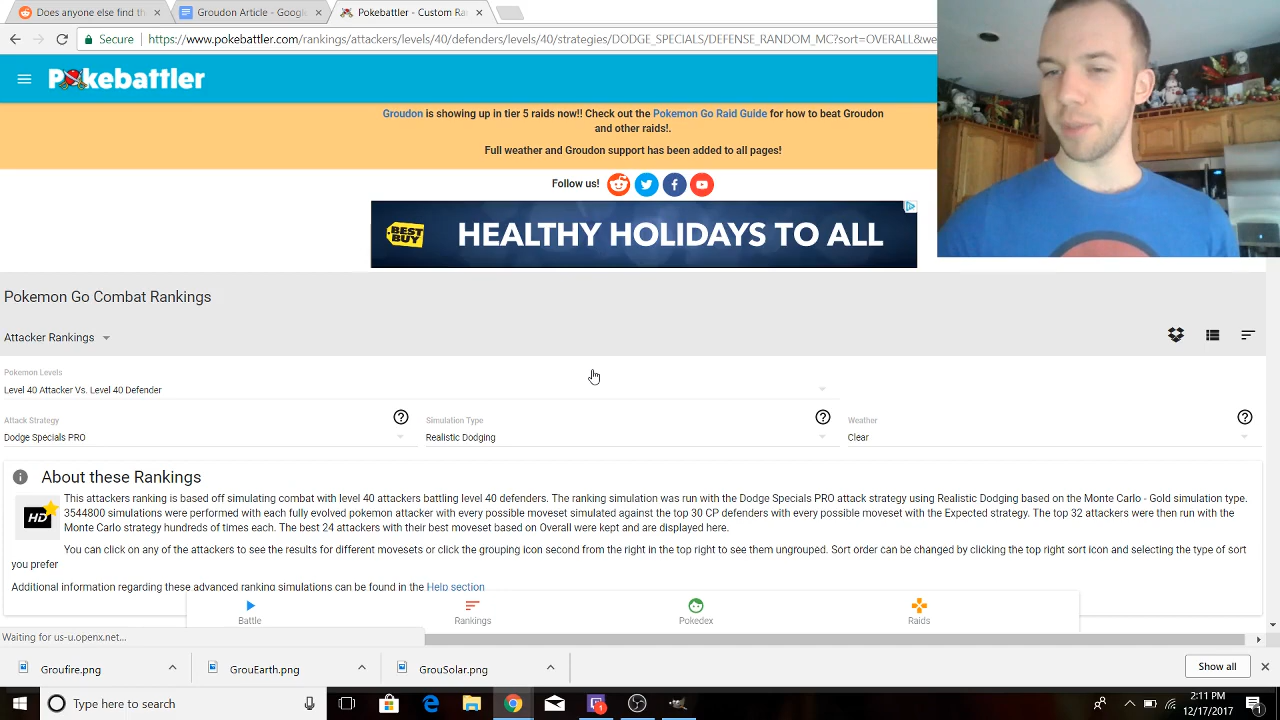 Does anyone else find th
Groudon Article - Google
Pokebattler - Custom Ra
Secure
https://www.pokebattler.com/rankings/attackers/levels/40/defenders/levels/40/strategies/DODGE_SPECIALS/DEFENSE_RANDOM_MC?sort=OVERALL&we
Pokebattler
Groudon is showing up in tier 5 raids now!! Check out the Pokemon Go Raid Guide for how to beat Groudon
and other raids!.
Full weather and Groudon support has been added to all pages!
Follow us!
BEST BUY
HEALTHY HOLIDAYS TO ALL
Pokemon Go Combat Rankings
Attacker Rankings
Pokemon Levels
Level 40 Attacker Vs. Level 40 Defender
Attack Strategy
Dodge Specials PRO
Simulation Type
Realistic Dodging
Weather
Clear
About these Rankings
HD
This attackers ranking is based off simulating combat with level 40 attackers battling level 40 defenders. The ranking simulation was run with the Dodge Specials PRO attack strategy using Realistic Dodging based on the Monte Carlo - Gold simulation type.
3544800 simulations were performed with each fully evolved pokemon attacker with every possible moveset simulated against the top 30 CP defenders with every possible moveset with the Expected strategy. The top 32 attackers were then run with the
Monte Carlo strategy hundreds of times each. The best 24 attackers with their best moveset based on Overall were kept and are displayed here.
You can click on any of the attackers to see the results for different movesets or click the grouping icon second from the right in the top right to see them ungrouped. Sort order can be changed by clicking the top right sort icon and selecting the type of sort
you prefer
Additional information regarding these advanced ranking simulations can be found in the Help section
Battle
Rankings
Pokedex
Raids
Waiting for us-u.openx.net...
Groufire.png
GrouEarth.png
GrouSolar.png
Show all
Type here to search
2:11 PM
12/17/2017